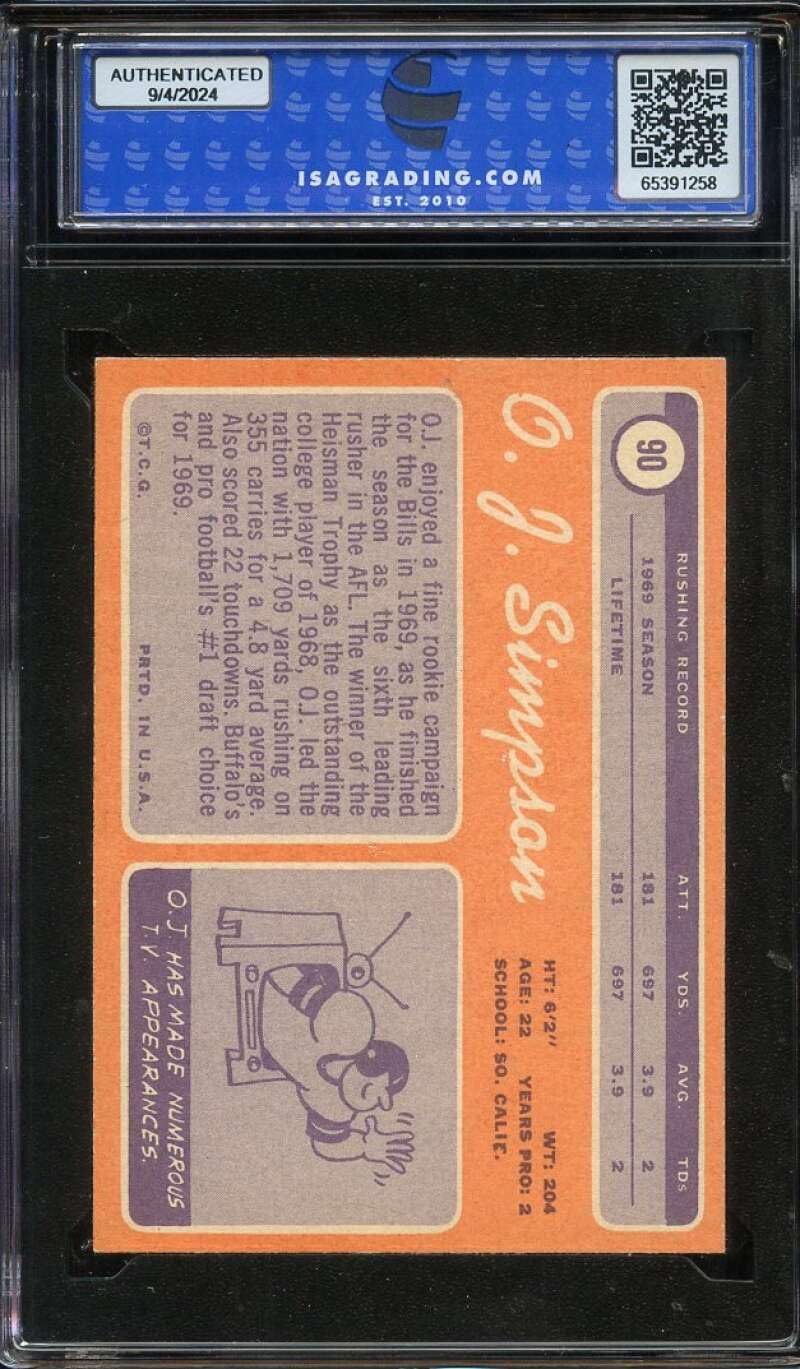 AUTHENTICATED
9/4/2024
ISAGRADING.COM
EST. 2010
65391258
90
RUSHING RECORD ATT. YDS. AVG. TDs
1969 SEASON 181 697 3.9 2
LIFETIME 181 697 3.9 2
O. J. Simpson
HT: 6'2" WT: 204
AGE: 22 YEARS PRO: 2
SCHOOL: SO. CALIF.
O.J. enjoyed a fine rookie campaign
for the Bills in 1969, as he finished
the season as the sixth leading
rusher in the AFL. The winner of the
Heisman Trophy as the outstanding
college player of 1968, O.J. led the
nation with 1,709 yards rushing on
355 carries for a 4.8 yard average.
Also scored 22 touchdowns. Buffalo's
and pro football's #1 draft choice
for 1969.
©T.C.G. PRTD. IN U.S.A.
O.J. HAS MADE NUMEROUS
T.V. APPEARANCES.